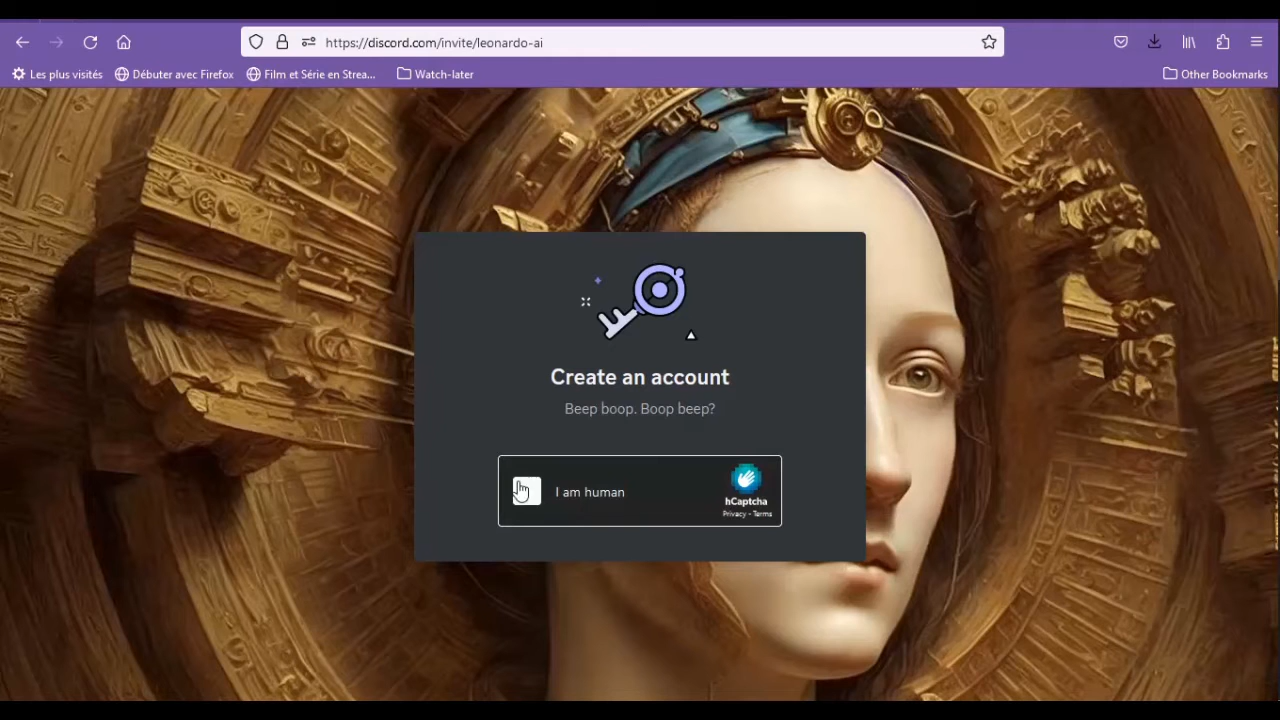 https://discord.com/invite/leonardo-ai
Les plus visités
Débuter avec Firefox
Film et Série en Strea...
Watch-later
Other Bookmarks
Create an account
Beep boop. Boop beep?
I am human
hCaptcha
Privacy - Terms